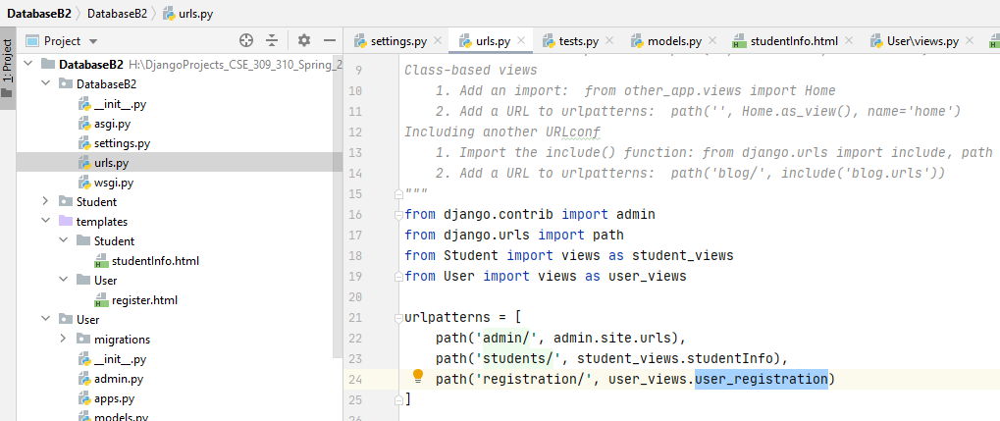 DatabaseB2 DatabaseB2 urls.py
1: Project
Project
DatabaseB2 H:\DjangoProjects_CSE_309_310_Spring_2
DatabaseB2
__init__.py
asgi.py
settings.py
urls.py
wsgi.py
Student
templates
Student
studentInfo.html
User
register.html
User
migrations
__init__.py
admin.py
apps.py
models.py
settings.py urls.py tests.py models.py studentInfo.html User\views.py
9 Class-based views
10 1. Add an import:  from other_app.views import Home
11 2. Add a URL to urlpatterns:  path('', Home.as_view(), name='home')
12 Including another URLconf
13 1. Import the include() function: from django.urls import include, path
14 2. Add a URL to urlpatterns:  path('blog/', include('blog.urls'))
15 """
16 from django.contrib import admin
17 from django.urls import path
18 from Student import views as student_views
19 from User import views as user_views
20
21 urlpatterns = [
22 path('admin/', admin.site.urls),
23 path('students/', student_views.studentInfo),
24 path('registration/', user_views.user_registration)
25 ]
26